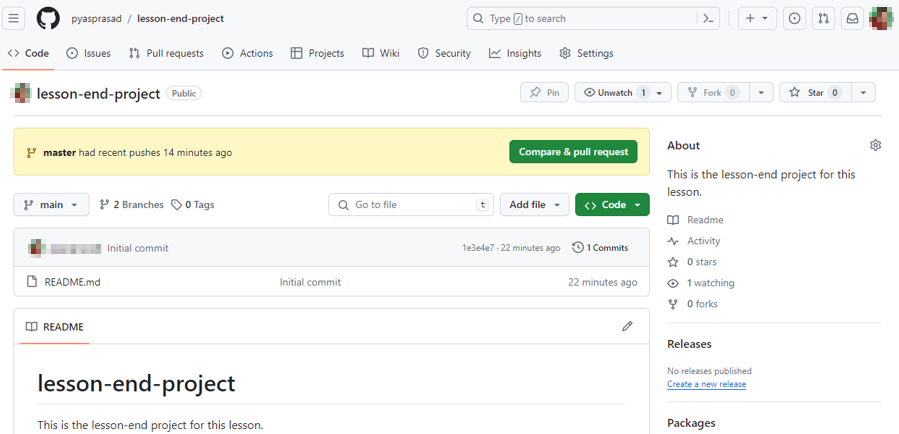 pyasprasad / lesson-end-project
Type / to search
Code Issues Pull requests Actions Projects Wiki Security Insights Settings
lesson-end-project Public
Pin Unwatch 1 Fork 0 Star 0
master had recent pushes 14 minutes ago Compare & pull request
main 2 Branches 0 Tags Go to file t Add file Code
Initial commit 1e3e4e7 · 22 minutes ago 1 Commits
README.md Initial commit 22 minutes ago
README
lesson-end-project
This is the lesson-end project for this lesson.
About
This is the lesson-end project for this
lesson.
Readme
Activity
0 stars
1 watching
0 forks
Releases
No releases published
Create a new release
Packages